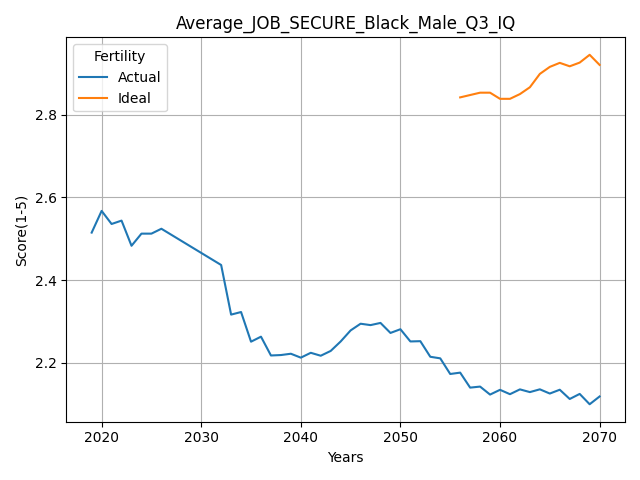 Average_JOB_SECURE_Black_Male_Q3_IQ
Fertility
Actual
Ideal
Score(1-5)
2.8
2.6
2.4
2.2
2020 2030 2040 2050 2060 2070
Years